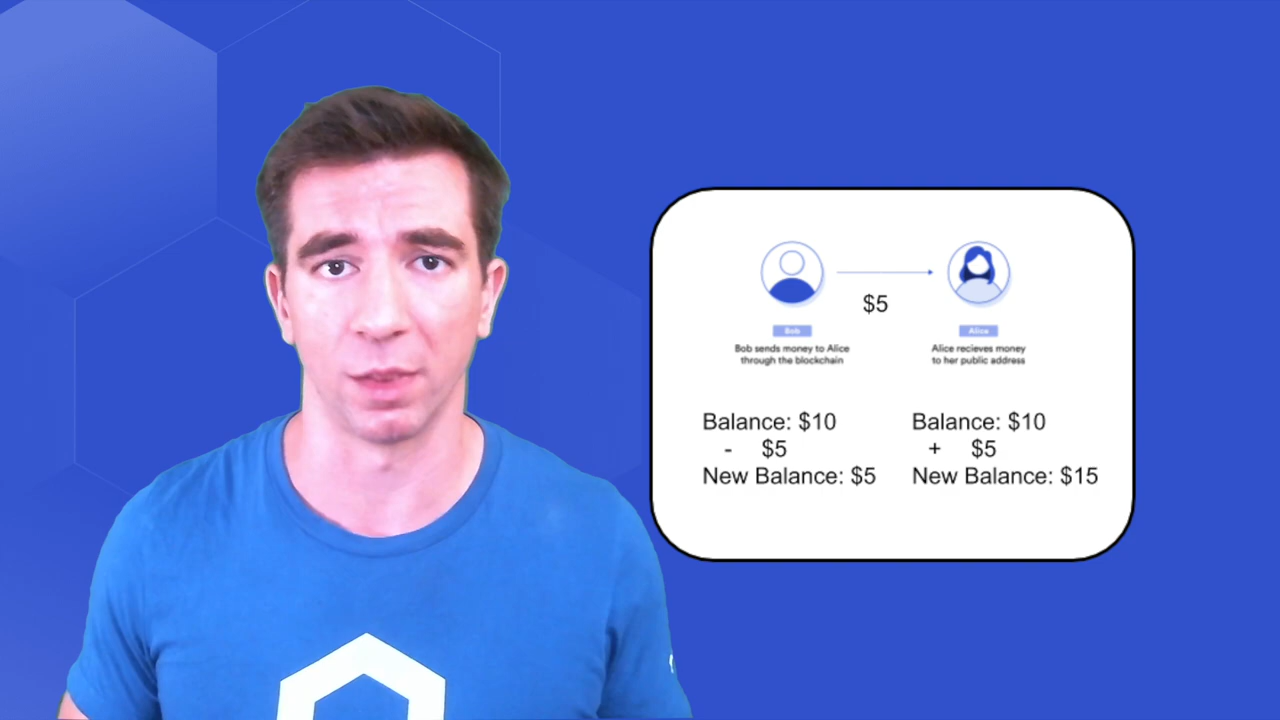 $5
Bob
Alice
Bob sends money to Alice
through the blockchain
Alice recieves money
to her public address
Balance: $10
- $5
New Balance: $5
Balance: $10
+ $5
New Balance: $15